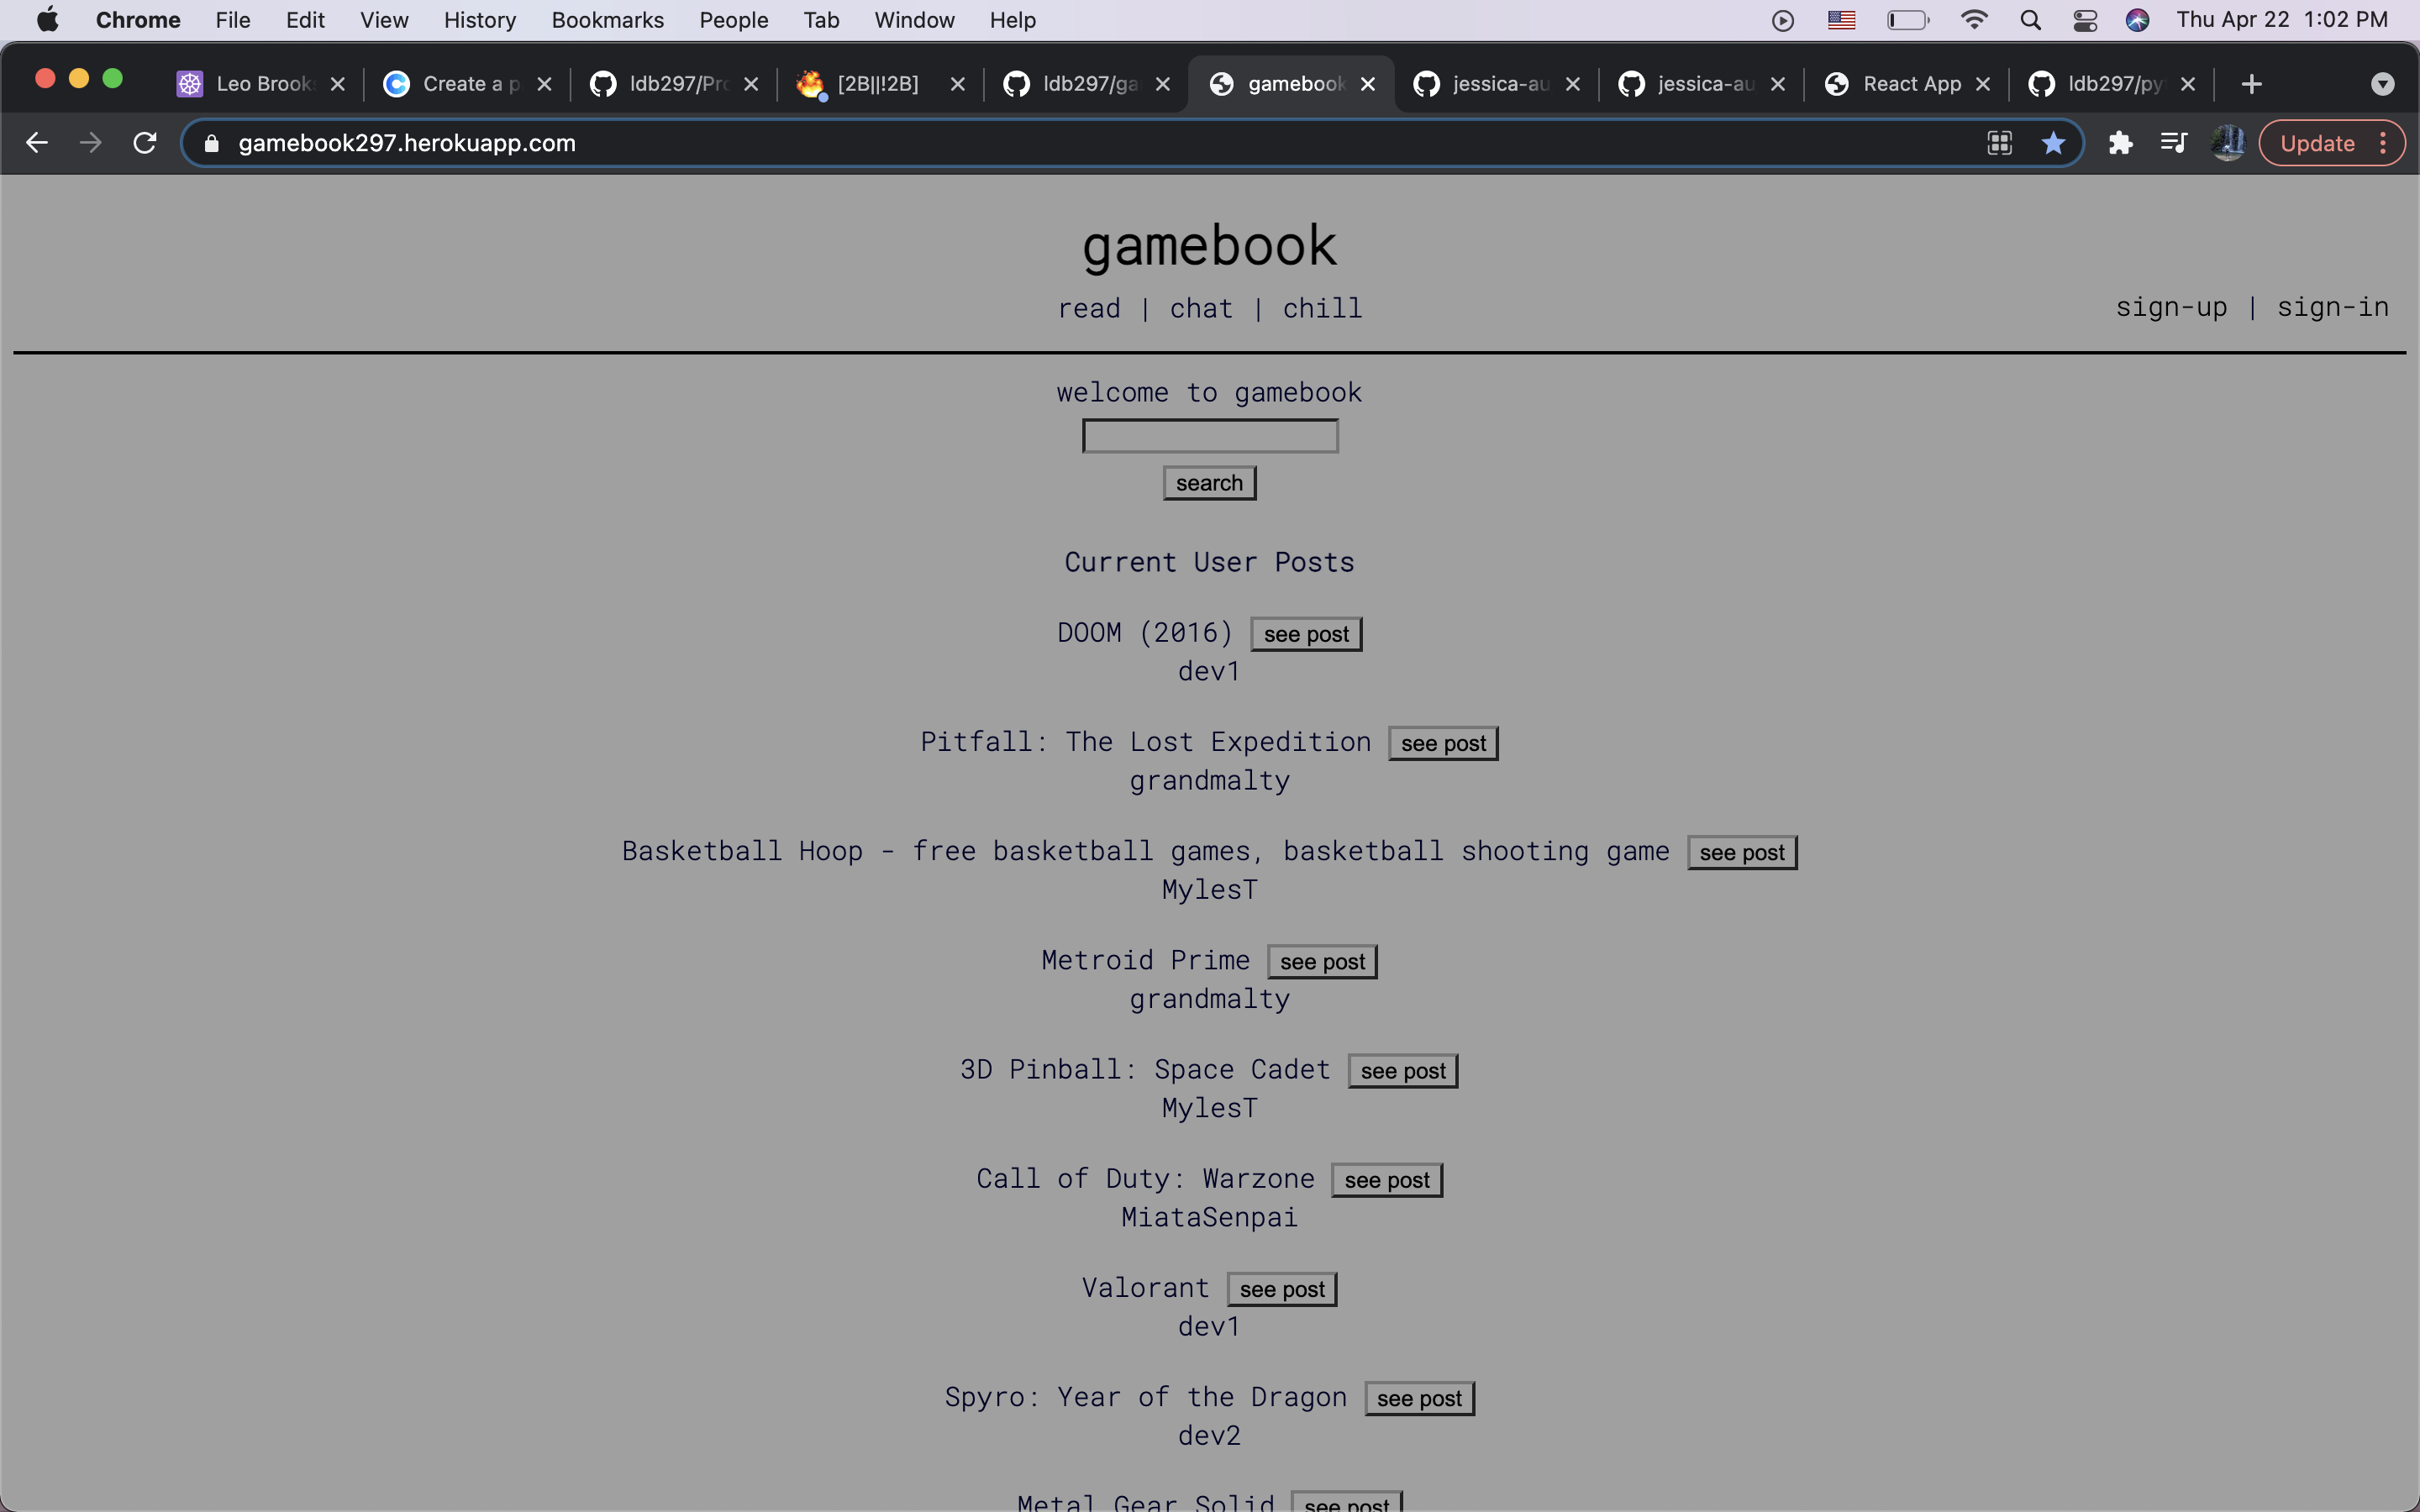 Chrome File Edit View History Bookmarks People Tab Window Help Thu Apr 22 1:02 PM
Leo Brook Create a p ldb297/Pro [2B||!2B] ldb297/ga gamebook jessica-au jessica-au React App ldb297/py
gamebook297.herokuapp.com Update
gamebook
read | chat | chill
sign-up | sign-in
welcome to gamebook
search
Current User Posts
DOOM (2016) see post
dev1
Pitfall: The Lost Expedition see post
grandmalty
Basketball Hoop - free basketball games, basketball shooting game see post
MylesT
Metroid Prime see post
grandmalty
3D Pinball: Space Cadet see post
MylesT
Call of Duty: Warzone see post
MiataSenpai
Valorant see post
dev1
Spyro: Year of the Dragon see post
dev2
Metal Gear Solid see post